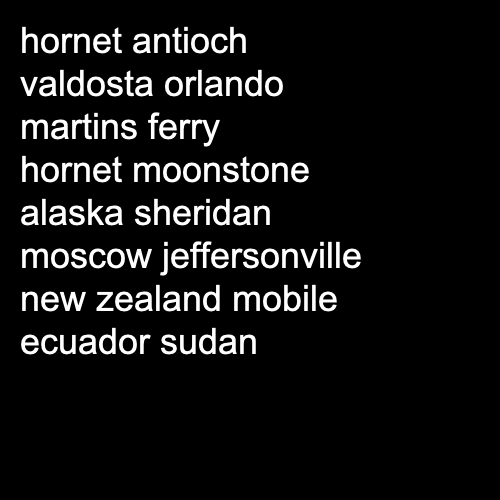 hornet antioch
valdosta orlando
martins ferry
hornet moonstone
alaska sheridan
moscow jeffersonville
new zealand mobile
ecuador sudan